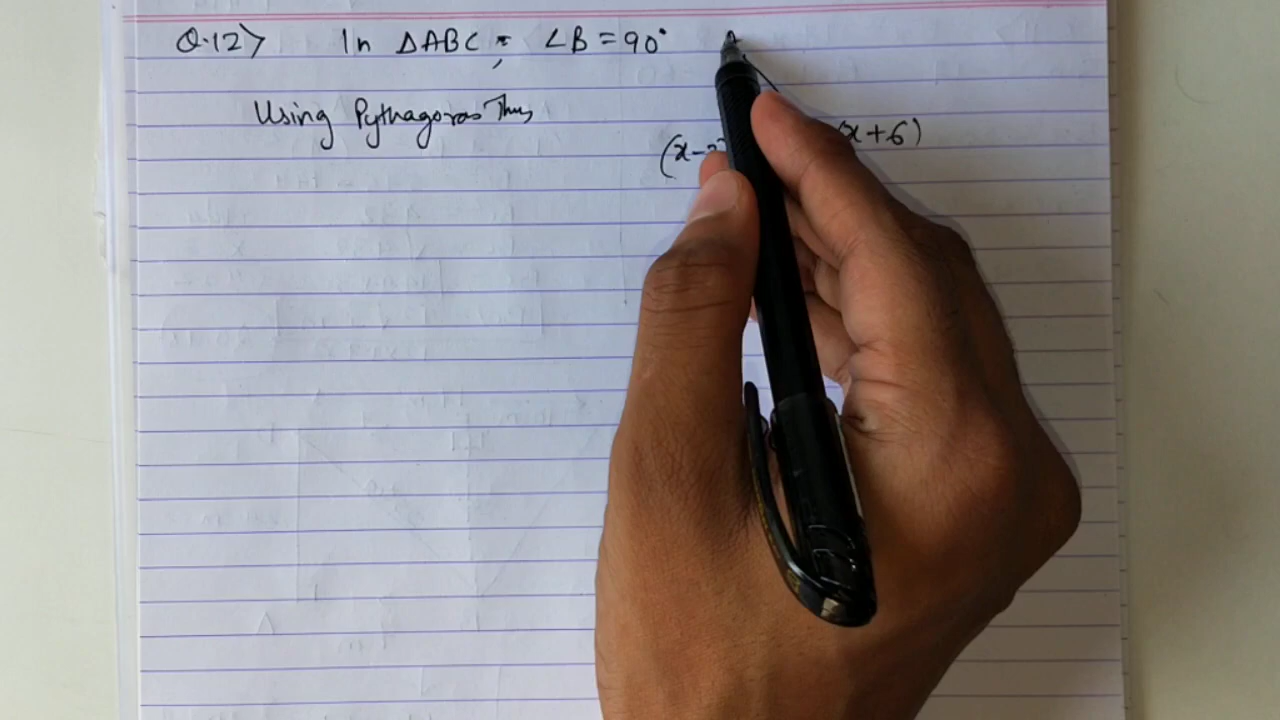 Q.12> In ΔABC, ∠B = 90° A
Using Pythagoras Thm
(x- x+6)